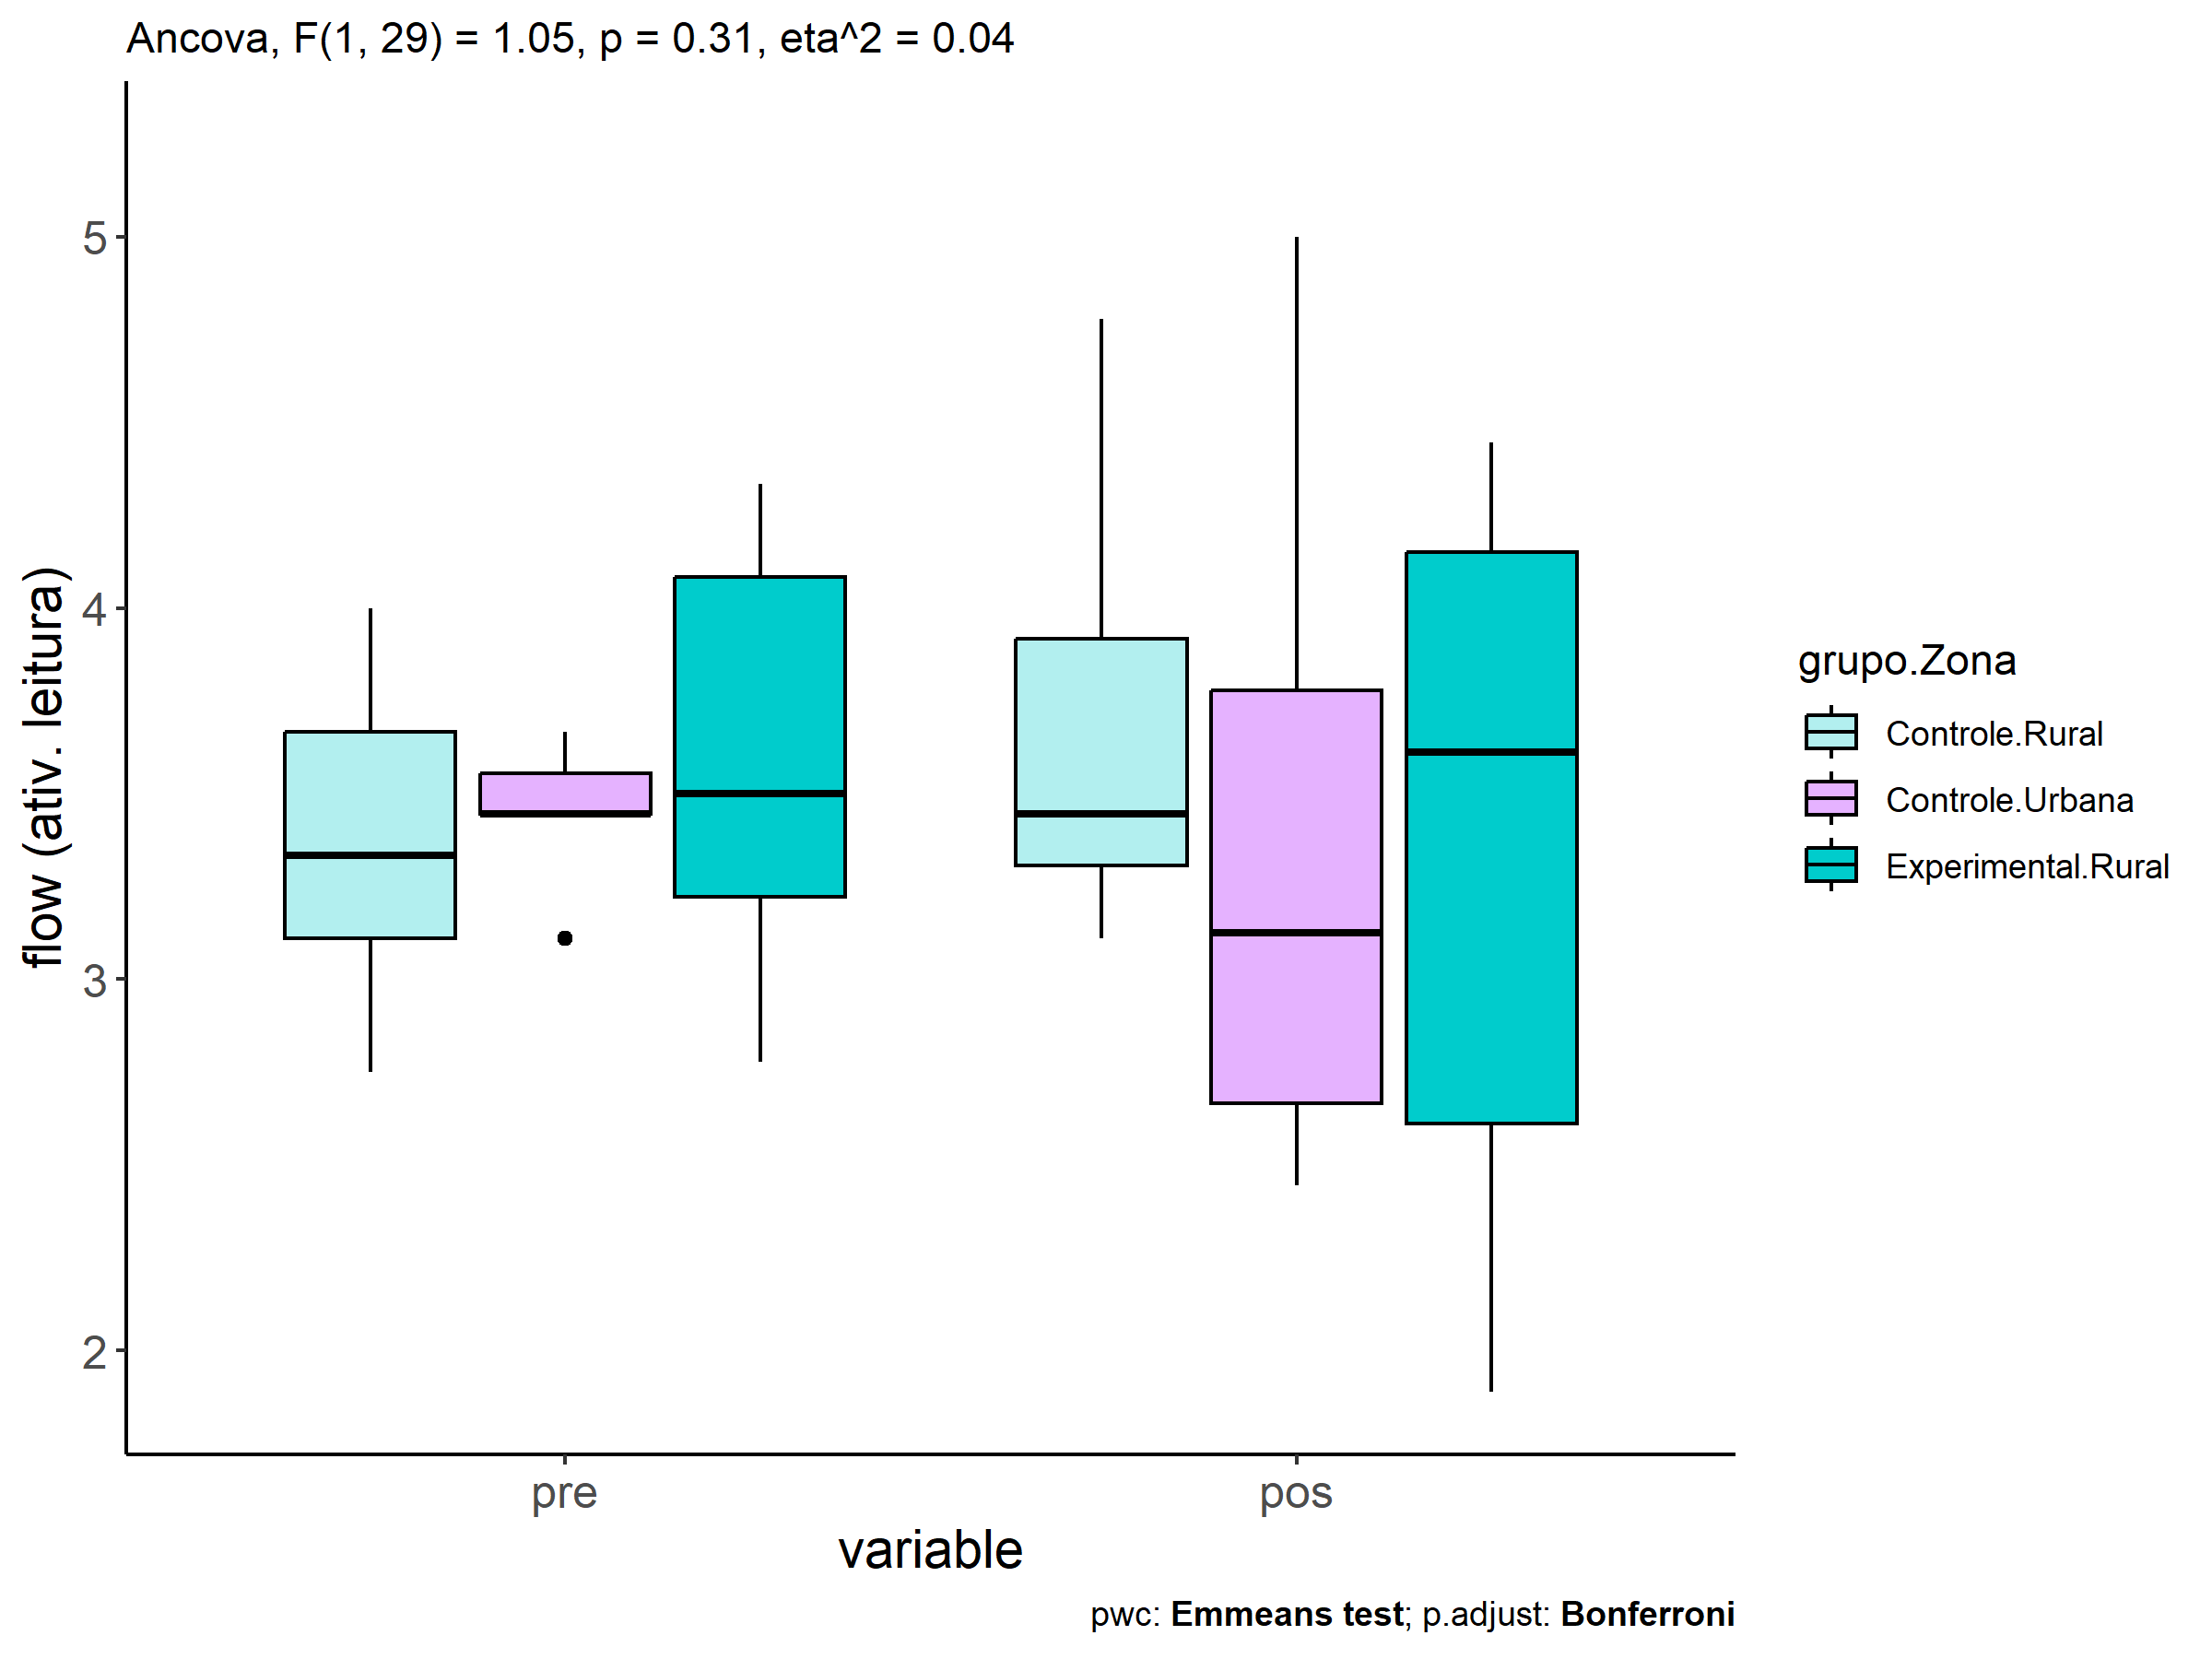 Ancova, F(1, 29) = 1.05, p = 0.31, eta^2 = 0.04
flow (ativ. leitura)
5
4
3
2
pre
pos
variable
grupo.Zona
Controle.Rural
Controle.Urbana
Experimental.Rural
pwc: Emmeans test; p.adjust: Bonferroni